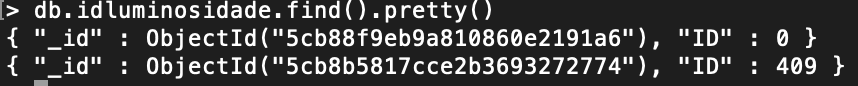 > db.idluminosidade.find().pretty()
{ "_id" : ObjectId("5cb88f9eb9a810860e2191a6"), "ID" : 0 }
{ "_id" : ObjectId("5cb8b5817cce2b3693272774"), "ID" : 409 }